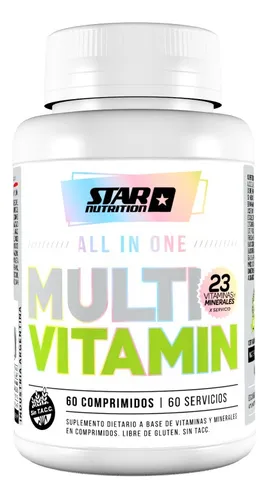 STAR
NUTRITION
ALL IN ONE
MULTI
23
VITAMINAS Y
MINERALES
X SERVICIO
VITAMIN
60 COMPRIMIDOS | 60 SERVICIOS
SUPLEMENTO DIETARIO A BASE DE VITAMINAS Y MINERALES
EN COMPRIMIDOS. LIBRE DE GLUTEN. SIN TACC.
Sin T.A.C.C.
INDUSTRIA ARGENTINA